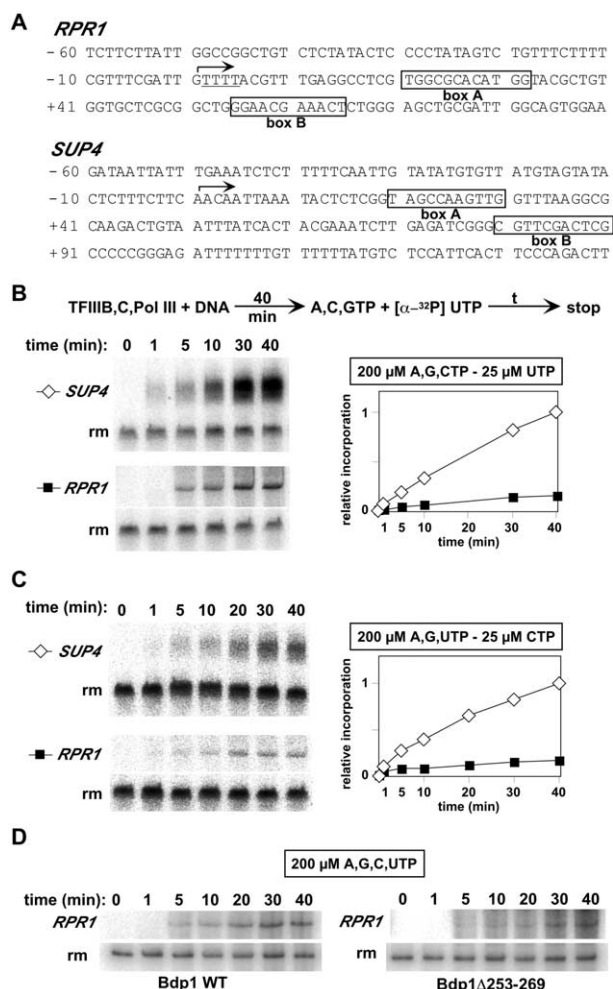 A
RPR1
- 60 TCTTCTTATT GGCCGGCTGT CTCTATACTC CCCTATAGTC TGTTTCTTTT
- 10 CGTTTCGATT GTTTTACGTT TGAGGCCTCG TGGCGCACAT GGTACGCTGT
box A
+41 GGTGCTCGCG GCTGGGAACG AAACTCTGGG AGCTGCGATT GGCAGTGGAA
box B
SUP4
- 60 GATAATTATT TGAAATCTCT TTTTCAATTG TATATGTGTT ATGTAGTATA
- 10 CTCTTTCTTC AACAATTAAA TACTCTCGGT AGCCAAGTTG GTTTAAGGCG
box A
+41 CAAGACTGTA ATTTATCACT ACGAAATCTT GAGATCGGGC GTTCGACTCG
box B
+91 CCCCCGGGAG ATTTTTTTGT TTTTTATGTC TCCATTCACT TCCCAGACTT
B
TFIIIB,C,Pol III + DNA 40 min A,C,GTP + [α–³²P] UTP t stop
time (min): 0 1 5 10 30 40
SUP4
rm
RPR1
rm
200 µM A,G,CTP - 25 µM UTP
relative incorporation
1
0
1 5 10 20 30 40
time (min)
C
time (min): 0 1 5 10 20 30 40
SUP4
rm
RPR1
rm
200 µM A,G,UTP - 25 µM CTP
relative incorporation
1
0
1 5 10 20 30 40
time (min)
D
200 µM A,G,C,UTP
time (min): 0 1 5 10 20 30 40
RPR1
rm
Bdp1 WT
0 1 5 10 20 30 40
RPR1
rm
Bdp1Δ253-269